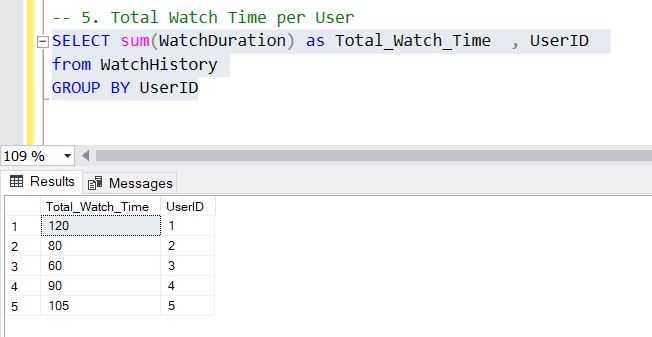 -- 5. Total Watch Time per User
SELECT sum(WatchDuration) as Total_Watch_Time  , UserID
from WatchHistory
GROUP BY UserID
109 %
Results Messages
Total_Watch_Time UserID
1 120 1
2 80 2
3 60 3
4 90 4
5 105 5